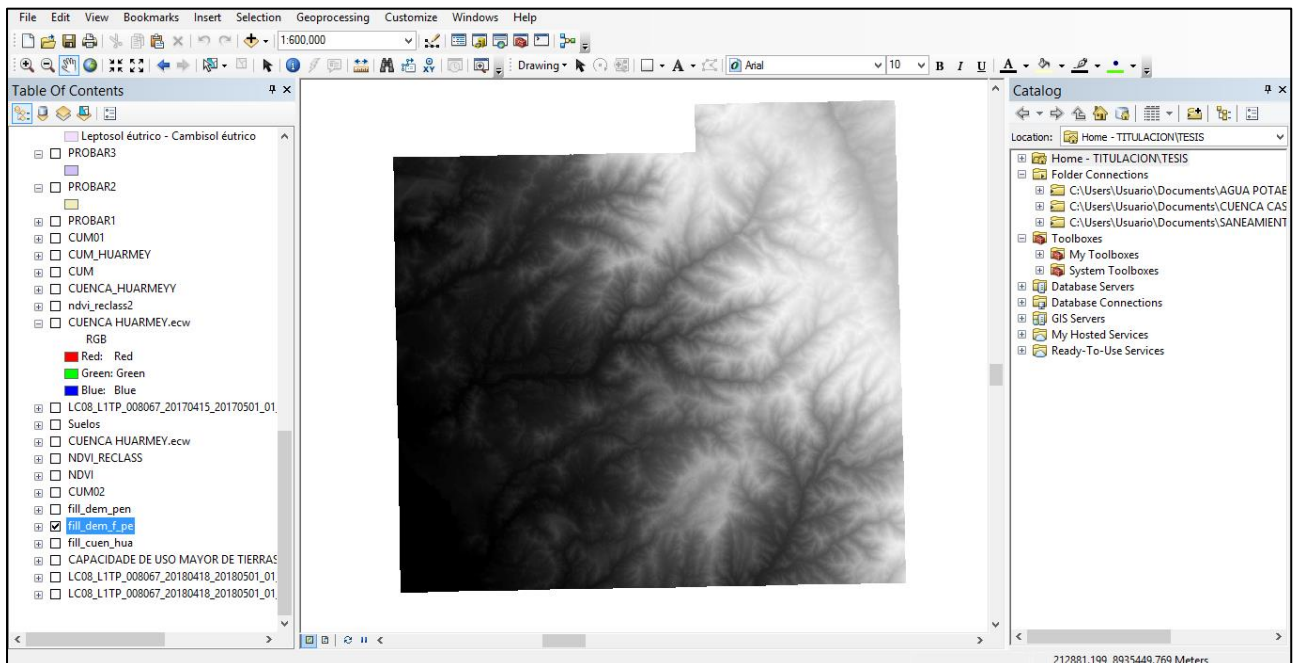 File Edit View Bookmarks Insert Selection Geoprocessing Customize Windows Help
1:600,000
Drawing Arial 10 B I U A
Table Of Contents
Leptosol éutrico - Cambisol éutrico
PROBAR3
PROBAR2
PROBAR1
CUM01
CUM_HUARMEY
CUM
CUENCA_HUARMEYY
ndvi_reclass2
CUENCA HUARMEY.ecw
RGB
Red: Red
Green: Green
Blue: Blue
LC08_L1TP_008067_20170415_20170501_01_
Suelos
CUENCA HUARMEY.ecw
NDVI_RECLASS
NDVI
CUM02
fill_dem_pen
fill_dem_f_pe
fill_cuen_hua
CAPACIDADE DE USO MAYOR DE TIERRAS
LC08_L1TP_008067_20180418_20180501_01_
LC08_L1TP_008067_20180418_20180501_01_
Catalog
Location: Home - TITULACION\TESIS
Home - TITULACION\TESIS
Folder Connections
C:\Users\Usuario\Documents\AGUA POTAE
C:\Users\Usuario\Documents\CUENCA CAS
C:\Users\Usuario\Documents\SANEAMIENT
Toolboxes
My Toolboxes
System Toolboxes
Database Servers
Database Connections
GIS Servers
My Hosted Services
Ready-To-Use Services
212881.199 8935449.769 Meters